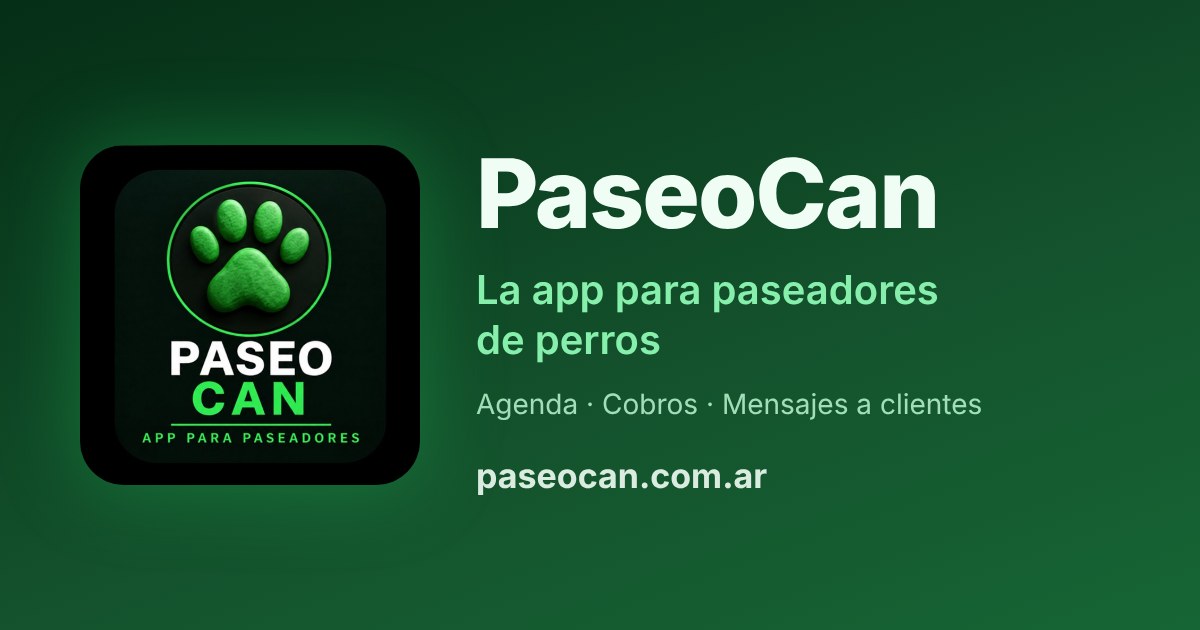 PASEO
CAN
APP PARA PASEADORES
PaseoCan
La app para paseadores
de perros
Agenda · Cobros · Mensajes a clientes
paseocan.com.ar